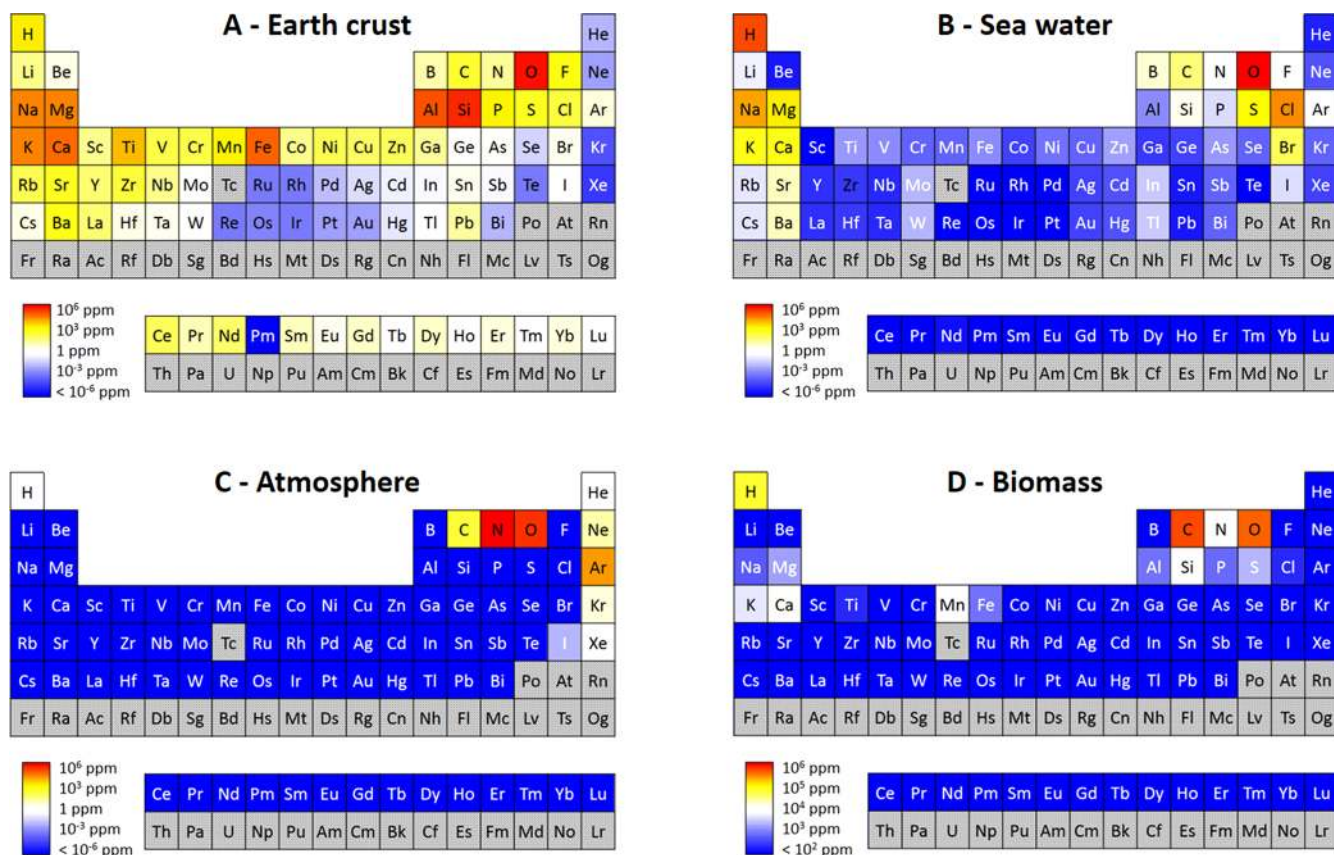 A - Earth crust
H He
Li Be B C N O F Ne
Na Mg Al Si P S Cl Ar
K Ca Sc Ti V Cr Mn Fe Co Ni Cu Zn Ga Ge As Se Br Kr
Rb Sr Y Zr Nb Mo Tc Ru Rh Pd Ag Cd In Sn Sb Te I Xe
Cs Ba La Hf Ta W Re Os Ir Pt Au Hg Tl Pb Bi Po At Rn
Fr Ra Ac Rf Db Sg Bd Hs Mt Ds Rg Cn Nh Fl Mc Lv Ts Og
10⁶ ppm
10³ ppm
1 ppm
10⁻³ ppm
< 10⁻⁶ ppm
Ce Pr Nd Pm Sm Eu Gd Tb Dy Ho Er Tm Yb Lu
Th Pa U Np Pu Am Cm Bk Cf Es Fm Md No Lr
B - Sea water
H He
Li Be B C N O F Ne
Na Mg Al Si P S Cl Ar
K Ca Sc Ti V Cr Mn Fe Co Ni Cu Zn Ga Ge As Se Br Kr
Rb Sr Y Zr Nb Mo Tc Ru Rh Pd Ag Cd In Sn Sb Te I Xe
Cs Ba La Hf Ta W Re Os Ir Pt Au Hg Tl Pb Bi Po At Rn
Fr Ra Ac Rf Db Sg Bd Hs Mt Ds Rg Cn Nh Fl Mc Lv Ts Og
10⁶ ppm
10³ ppm
1 ppm
10⁻³ ppm
< 10⁻⁶ ppm
Ce Pr Nd Pm Sm Eu Gd Tb Dy Ho Er Tm Yb Lu
Th Pa U Np Pu Am Cm Bk Cf Es Fm Md No Lr
C - Atmosphere
H He
Li Be B C N O F Ne
Na Mg Al Si P S Cl Ar
K Ca Sc Ti V Cr Mn Fe Co Ni Cu Zn Ga Ge As Se Br Kr
Rb Sr Y Zr Nb Mo Tc Ru Rh Pd Ag Cd In Sn Sb Te I Xe
Cs Ba La Hf Ta W Re Os Ir Pt Au Hg Tl Pb Bi Po At Rn
Fr Ra Ac Rf Db Sg Bd Hs Mt Ds Rg Cn Nh Fl Mc Lv Ts Og
10⁶ ppm
10³ ppm
1 ppm
10⁻³ ppm
< 10⁻⁶ ppm
Ce Pr Nd Pm Sm Eu Gd Tb Dy Ho Er Tm Yb Lu
Th Pa U Np Pu Am Cm Bk Cf Es Fm Md No Lr
D - Biomass
H He
Li Be B C N O F Ne
Na Mg Al Si P S Cl Ar
K Ca Sc Ti V Cr Mn Fe Co Ni Cu Zn Ga Ge As Se Br Kr
Rb Sr Y Zr Nb Mo Tc Ru Rh Pd Ag Cd In Sn Sb Te I Xe
Cs Ba La Hf Ta W Re Os Ir Pt Au Hg Tl Pb Bi Po At Rn
Fr Ra Ac Rf Db Sg Bd Hs Mt Ds Rg Cn Nh Fl Mc Lv Ts Og
10⁶ ppm
10⁵ ppm
10⁴ ppm
10³ ppm
< 10² ppm
Ce Pr Nd Pm Sm Eu Gd Tb Dy Ho Er Tm Yb Lu
Th Pa U Np Pu Am Cm Bk Cf Es Fm Md No Lr